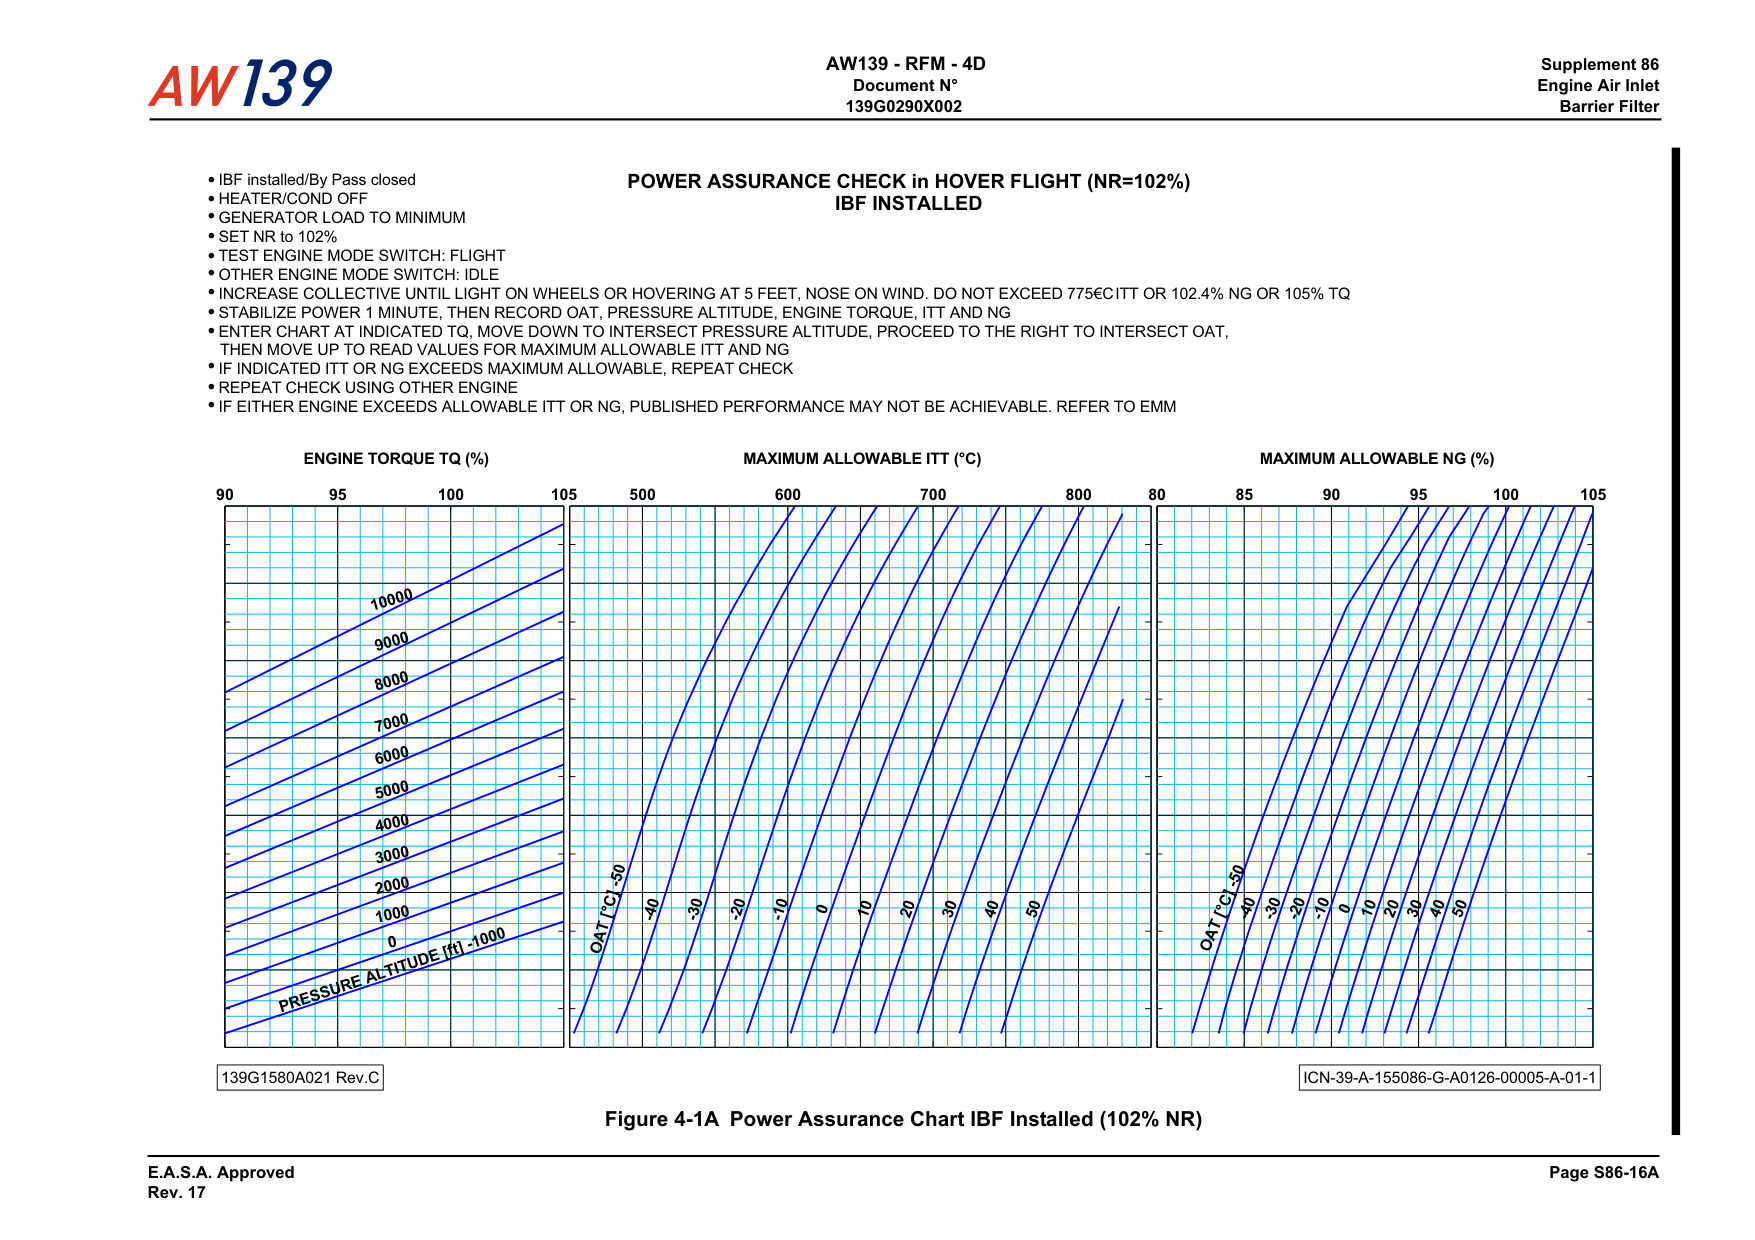 AW139
AW139 - RFM - 4D
Document N°
139G0290X002
Supplement 86
Engine Air Inlet
Barrier Filter
POWER ASSURANCE CHECK in HOVER FLIGHT (NR=102%)
IBF INSTALLED
• IBF installed/By Pass closed
• HEATER/COND OFF
• GENERATOR LOAD TO MINIMUM
• SET NR to 102%
• TEST ENGINE MODE SWITCH: FLIGHT
• OTHER ENGINE MODE SWITCH: IDLE
• INCREASE COLLECTIVE UNTIL LIGHT ON WHEELS OR HOVERING AT 5 FEET, NOSE ON WIND. DO NOT EXCEED 775€C ITT OR 102.4% NG OR 105% TQ
• STABILIZE POWER 1 MINUTE, THEN RECORD OAT, PRESSURE ALTITUDE, ENGINE TORQUE, ITT AND NG
• ENTER CHART AT INDICATED TQ, MOVE DOWN TO INTERSECT PRESSURE ALTITUDE, PROCEED TO THE RIGHT TO INTERSECT OAT,
THEN MOVE UP TO READ VALUES FOR MAXIMUM ALLOWABLE ITT AND NG
• IF INDICATED ITT OR NG EXCEEDS MAXIMUM ALLOWABLE, REPEAT CHECK
• REPEAT CHECK USING OTHER ENGINE
• IF EITHER ENGINE EXCEEDS ALLOWABLE ITT OR NG, PUBLISHED PERFORMANCE MAY NOT BE ACHIEVABLE. REFER TO EMM
ENGINE TORQUE TQ (%)
90 95 100 105
10000
9000
8000
7000
6000
5000
4000
3000
2000
1000
0
PRESSURE ALTITUDE [ft] -1000
MAXIMUM ALLOWABLE ITT (°C)
500 600 700 800
OAT [°C] -50 -40 -30 -20 -10 0 10 20 30 40 50
MAXIMUM ALLOWABLE NG (%)
80 85 90 95 100 105
OAT [°C] -50 -40 -30 -20 -10 0 10 20 30 40 50
139G1580A021 Rev.C
ICN-39-A-155086-G-A0126-00005-A-01-1
Figure 4-1A Power Assurance Chart IBF Installed (102% NR)
E.A.S.A. Approved
Rev. 17
Page S86-16A